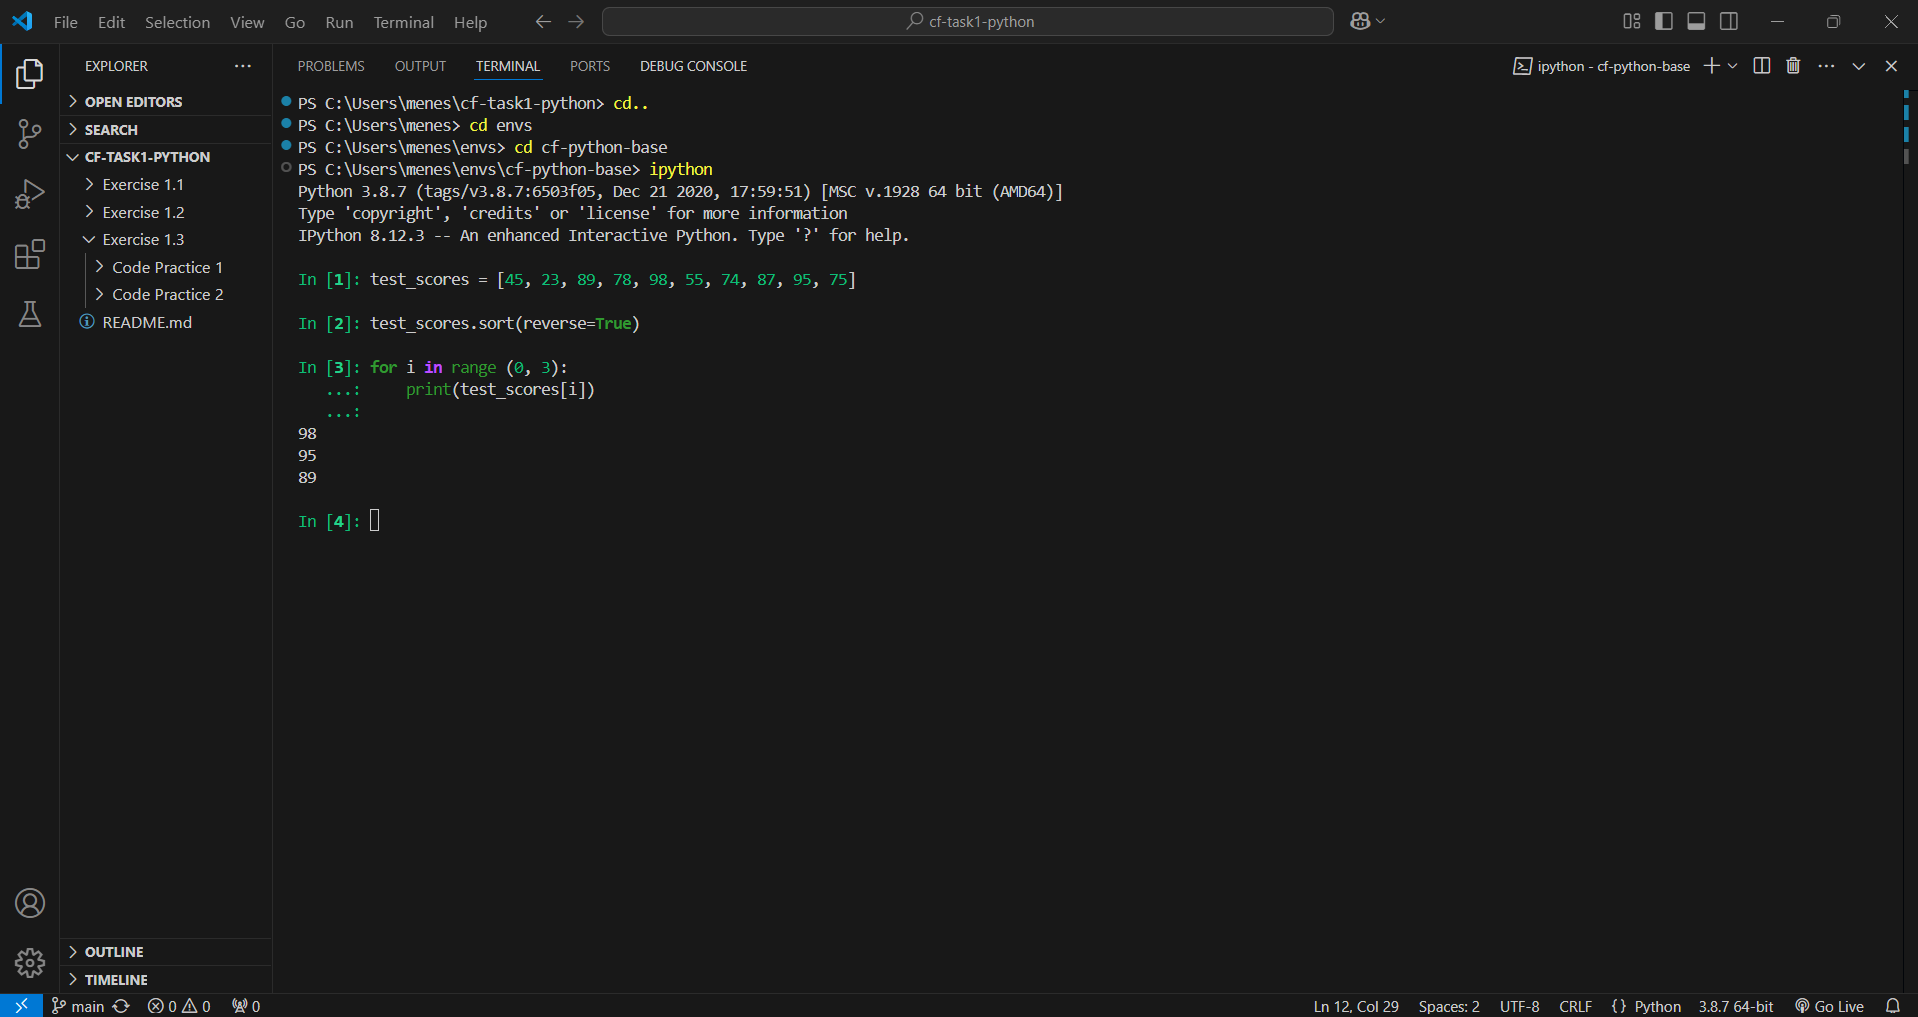 File Edit Selection View Go Run Terminal Help
cf-task1-python
EXPLORER
OPEN EDITORS
SEARCH
CF-TASK1-PYTHON
Exercise 1.1
Exercise 1.2
Exercise 1.3
Code Practice 1
Code Practice 2
README.md
OUTLINE
TIMELINE
PROBLEMS OUTPUT TERMINAL PORTS DEBUG CONSOLE
ipython - cf-python-base
PS C:\Users\menes\cf-task1-python> cd..
PS C:\Users\menes> cd envs
PS C:\Users\menes\envs> cd cf-python-base
PS C:\Users\menes\envs\cf-python-base> ipython
Python 3.8.7 (tags/v3.8.7:6503f05, Dec 21 2020, 17:59:51) [MSC v.1928 64 bit (AMD64)]
Type 'copyright', 'credits' or 'license' for more information
IPython 8.12.3 -- An enhanced Interactive Python. Type '?' for help.
In [1]: test_scores = [45, 23, 89, 78, 98, 55, 74, 87, 95, 75]
In [2]: test_scores.sort(reverse=True)
In [3]: for i in range (0, 3):
...:     print(test_scores[i])
...:
98
95
89
In [4]:
main 0 0 0
Ln 12, Col 29 Spaces: 2 UTF-8 CRLF {} Python 3.8.7 64-bit Go Live